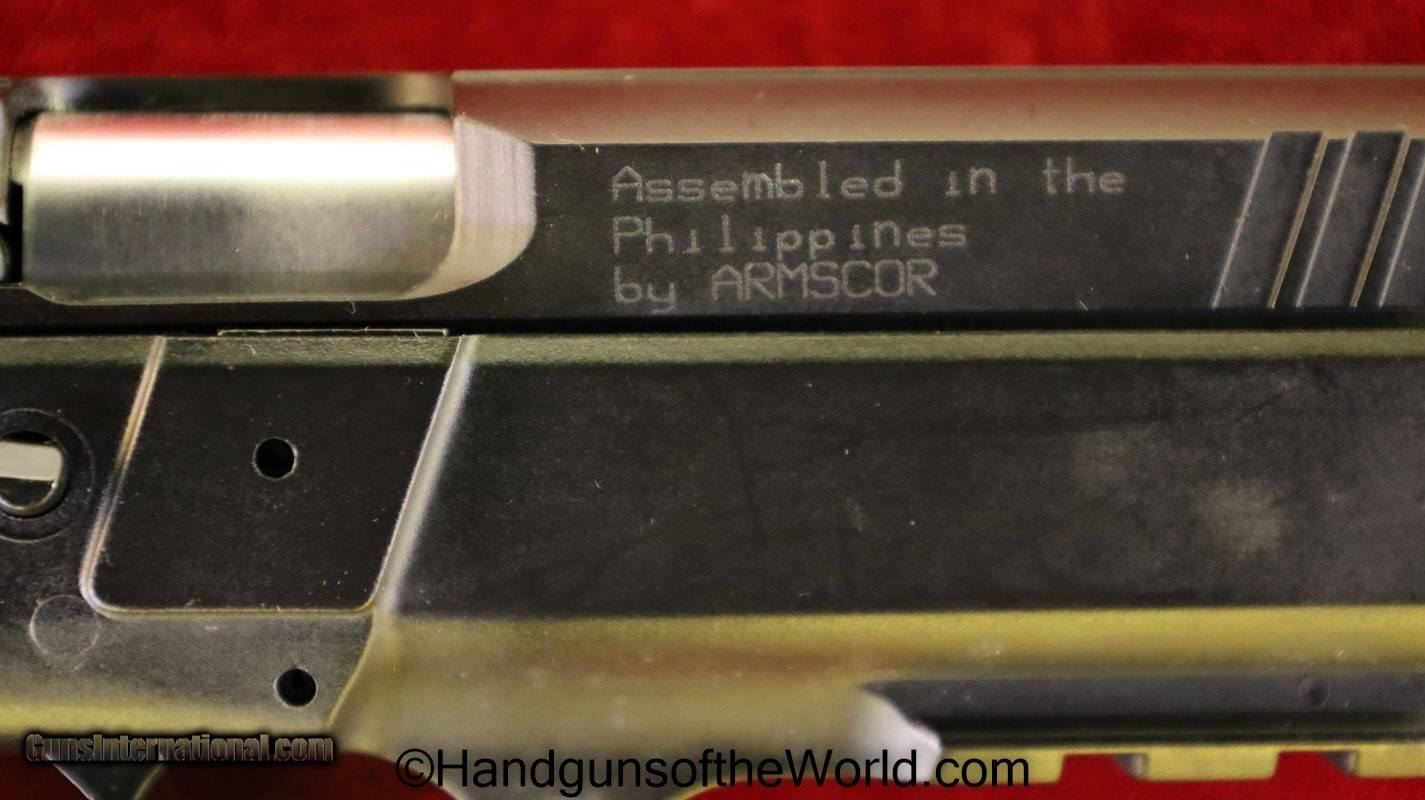 Assembled in the
Philippines
by ARMSCOR
GunsInternational.com
©HandgunsoftheWorld.com